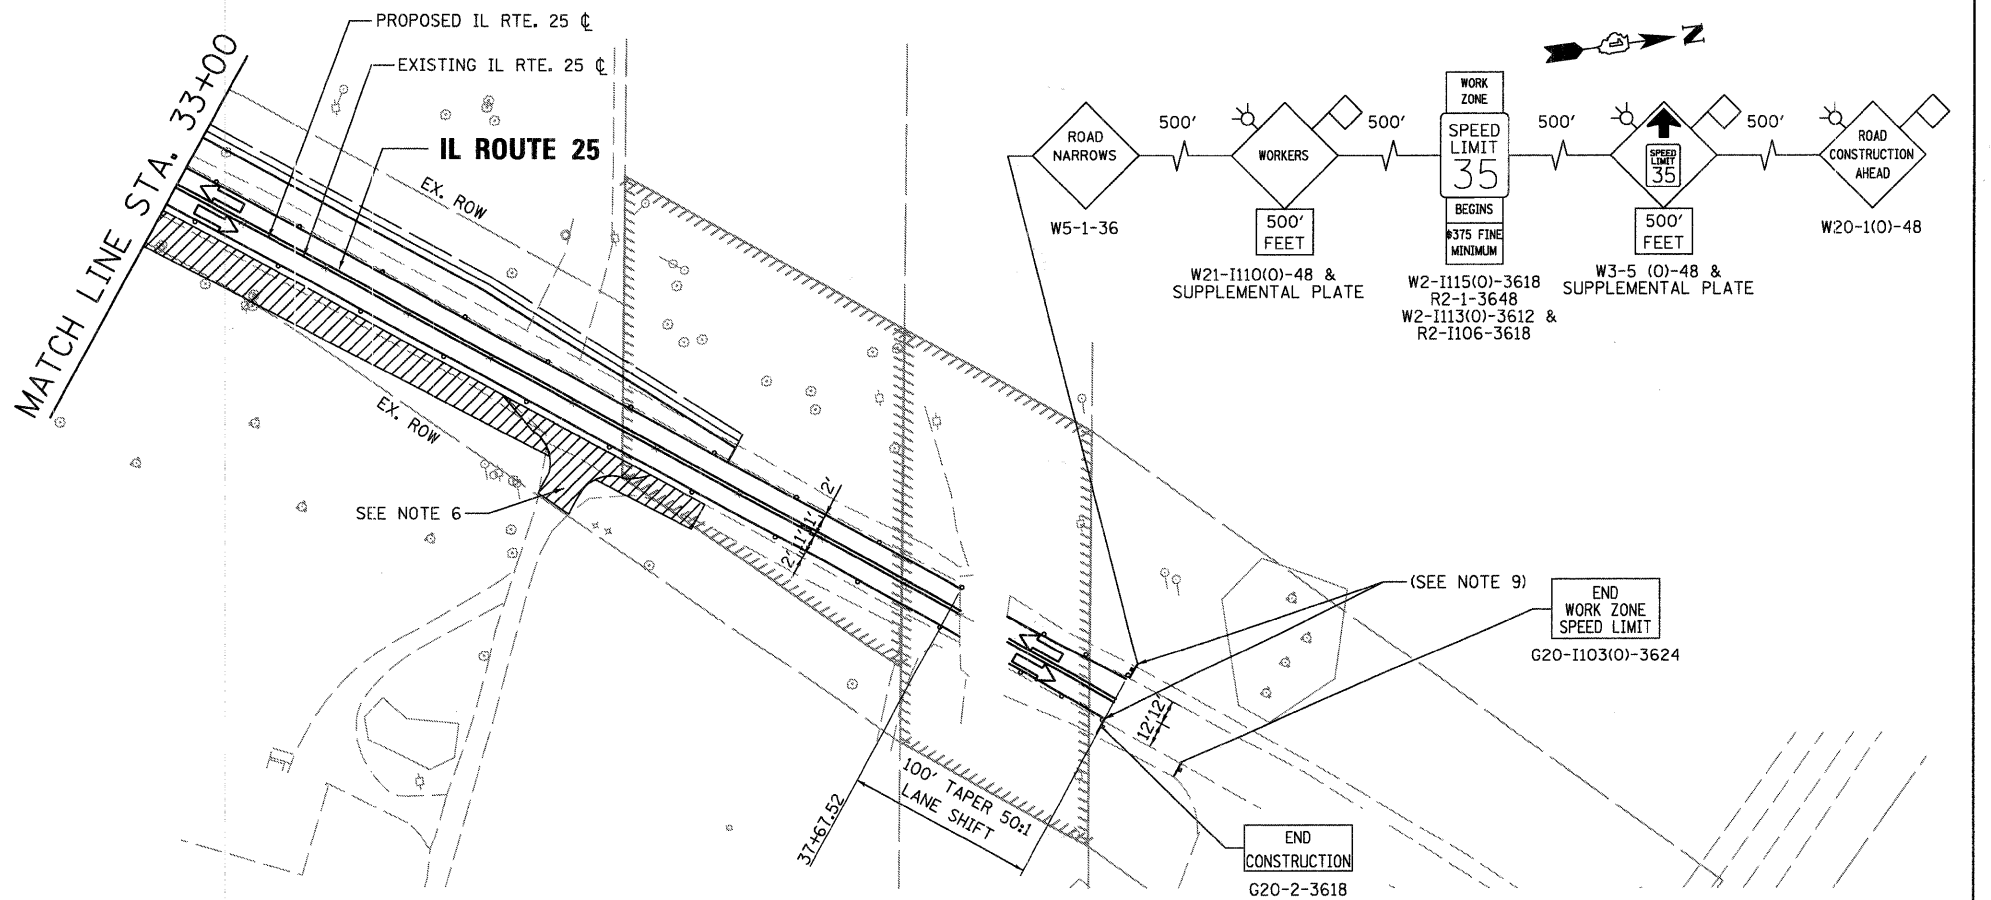 PROPOSED IL RTE. 25 ℄
EXISTING IL RTE. 25 ℄
IL ROUTE 25
MATCH LINE STA. 33+00
EX. ROW
EX. ROW
SEE NOTE 6
N
ROAD
NARROWS
W5-1-36
500'
WORKERS
500'
FEET
W21-I110(O)-48 &
SUPPLEMENTAL PLATE
500'
WORK
ZONE
SPEED
LIMIT
35
BEGINS
$375 FINE
MINIMUM
W2-I115(O)-3618
R2-1-3648
W2-I113(O)-3612 &
R2-I106-3618
500'
SPEED
LIMIT
35
500'
FEET
W3-5 (O)-48 &
SUPPLEMENTAL PLATE
500'
ROAD
CONSTRUCTION
AHEAD
W20-1(O)-48
2' 11' 11' 2'
(SEE NOTE 9)
END
WORK ZONE
SPEED LIMIT
G20-I103(O)-3624
12' 12'
37+67.52
100' TAPER 50:1
LANE SHIFT
END
CONSTRUCTION
G20-2-3618